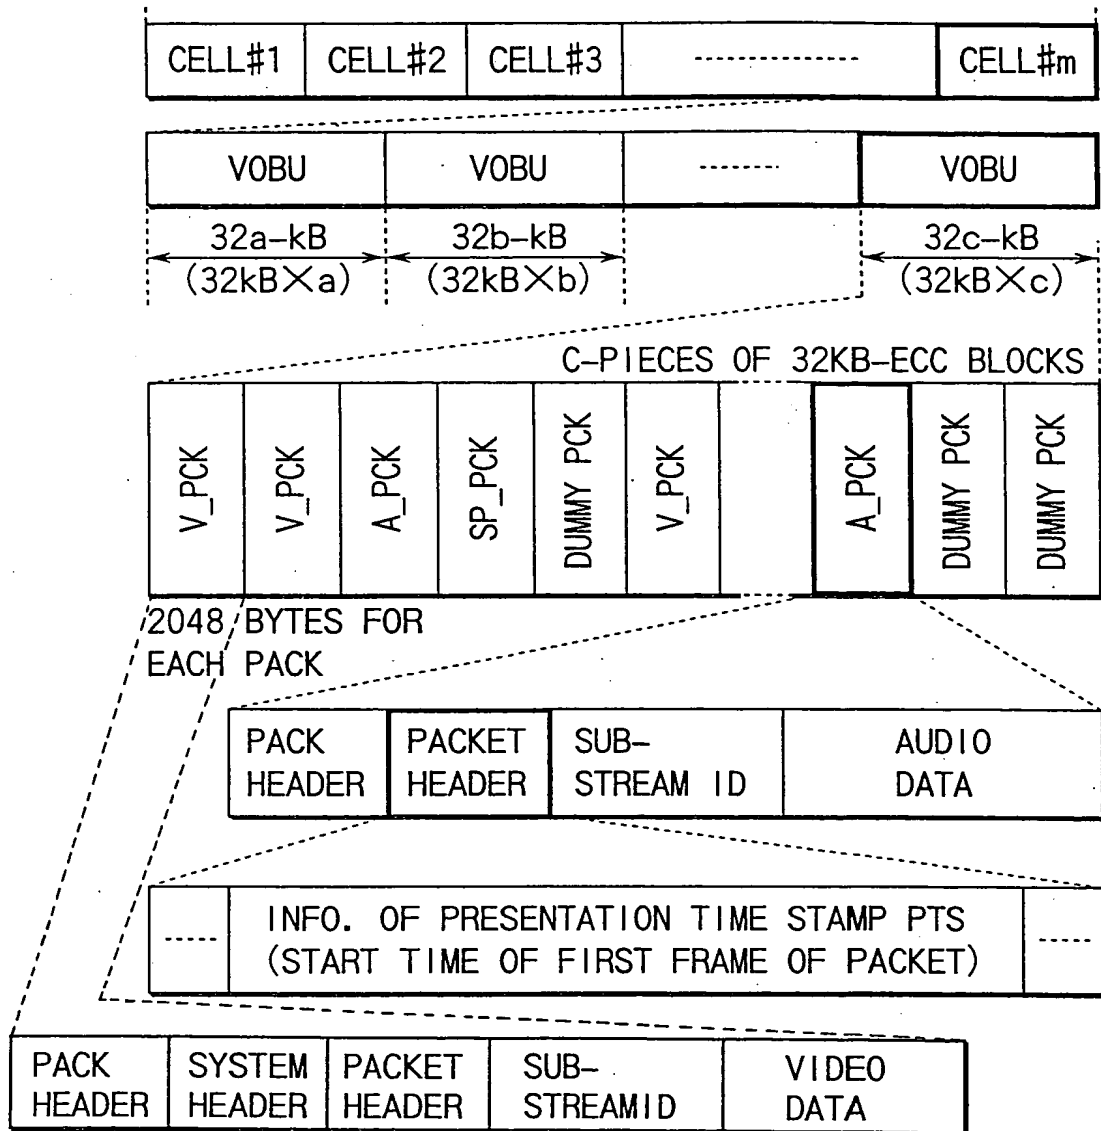 CELL#1 CELL#2 CELL#3 CELL#m
VOBU VOBU VOBU
32a-kB 32b-kB 32c-kB
(32kB×a) (32kB×b) (32kB×c)
C-PIECES OF 32KB-ECC BLOCKS
V_PCK V_PCK A_PCK SP_PCK DUMMY PCK V_PCK A_PCK DUMMY PCK DUMMY PCK
2048 BYTES FOR
EACH PACK
PACK PACKET SUB- AUDIO
HEADER HEADER STREAM ID DATA
INFO. OF PRESENTATION TIME STAMP PTS
(START TIME OF FIRST FRAME OF PACKET)
PACK SYSTEM PACKET SUB- VIDEO
HEADER HEADER HEADER STREAMID DATA